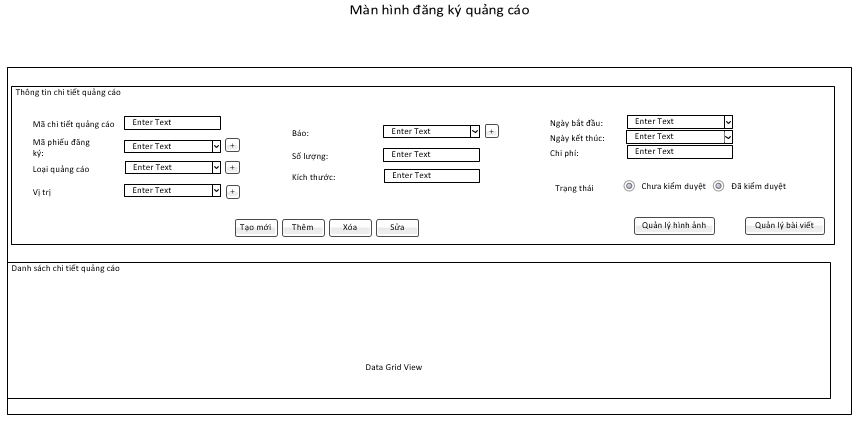 Màn hình đăng ký quảng cáo
Thông tin chi tiết quảng cáo
Mã chi tiết quảng cáo
Enter Text
Mã phiếu đăng
ký:
Enter Text
+
Loại quảng cáo
Enter Text
+
Vị trị
Enter Text
+
Báo:
Enter Text
+
Số lượng:
Enter Text
Kích thước:
Enter Text
Ngày bắt đầu:
Enter Text
Ngày kết thúc:
Enter Text
Chi phí:
Enter Text
Trạng thái
Chưa kiểm duyệt
Đã kiểm duyệt
Tạo mới
Thêm
Xóa
Sửa
Quản lý hình ảnh
Quản lý bài viết
Danh sách chi tiết quảng cáo
Data Grid View